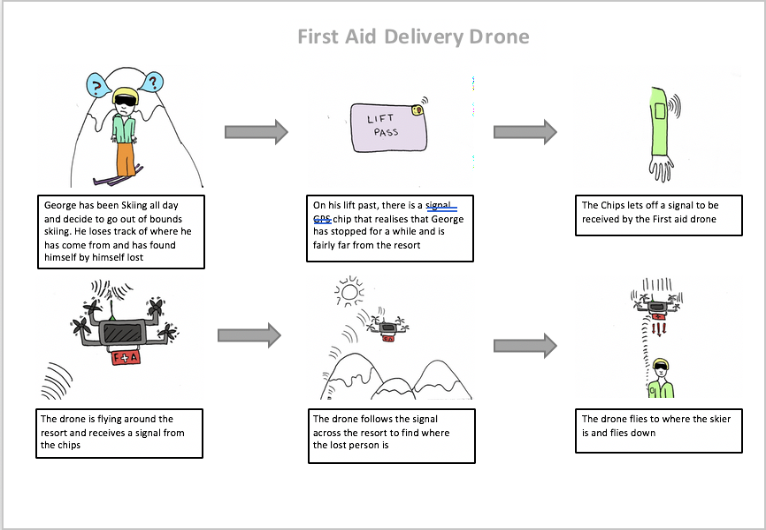 First Aid Delivery Drone
?
?
LIFT
PASS
George has been Skiing all day
and decide to go out of bounds
skiing. He loses track of where he
has come from and has found
himself by himself lost
On his lift past, there is a signal
GPS chip that realises that George
has stopped for a while and is
fairly far from the resort
The Chips lets off a signal to be
received by the First aid drone
F+A
The drone is flying around the
resort and receives a signal from
the chips
The drone follows the signal
across the resort to find where
the lost person is
The drone flies to where the skier
is and flies down